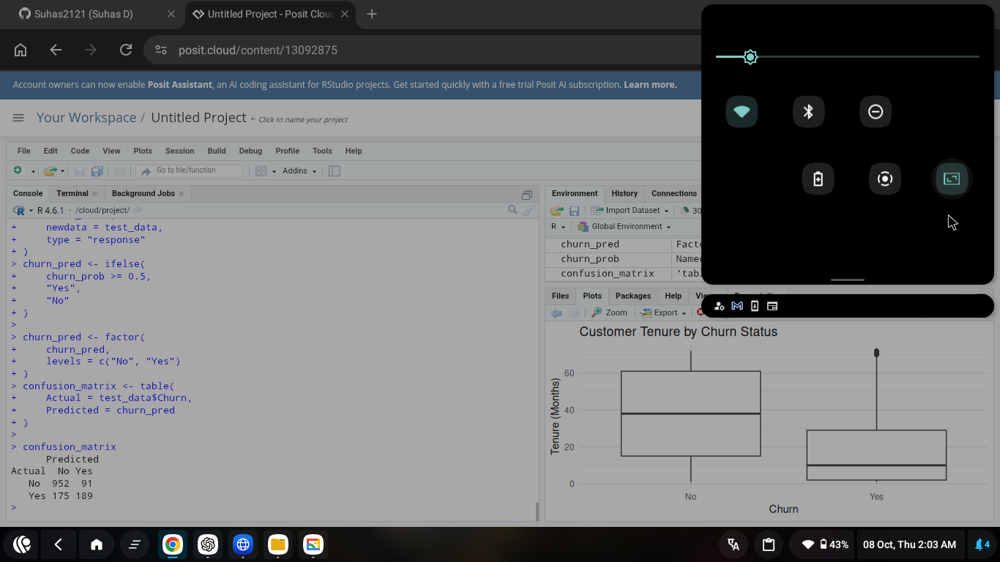 Suhas2121 (Suhas D)
Untitled Project - Posit Cloud
posit.cloud/content/13092875
Account owners can now enable Posit Assistant, an AI coding assistant for RStudio projects. Get started quickly with a free trial Posit AI subscription. Learn more.
Your Workspace / Untitled Project ← Click to name your project
File Edit Code View Plots Session Build Debug Profile Tools Help
Go to file/function Addins
Console Terminal Background Jobs
R 4.6.1 · /cloud/project/
+     newdata = test_data,
+     type = "response"
+ )
> churn_pred <- ifelse(
+     churn_prob >= 0.5,
+     "Yes",
+     "No"
+ )
>
> churn_pred <- factor(
+     churn_pred,
+     levels = c("No", "Yes")
+ )
> confusion_matrix <- table(
+     Actual = test_data$Churn,
+     Predicted = churn_pred
+ )
>
> confusion_matrix
      Predicted
Actual  No Yes
   No  952  91
   Yes 175 189
>
Environment History Connections
Import Dataset 30
R Global Environment
churn_pred Facto
churn_prob Named
confusion_matrix 'tabl
Files Plots Packages Help
Zoom Export
Customer Tenure by Churn Status
Tenure (Months)
60
40
20
0
No Yes
Churn
43% 08 Oct, Thu 2:03 AM 4